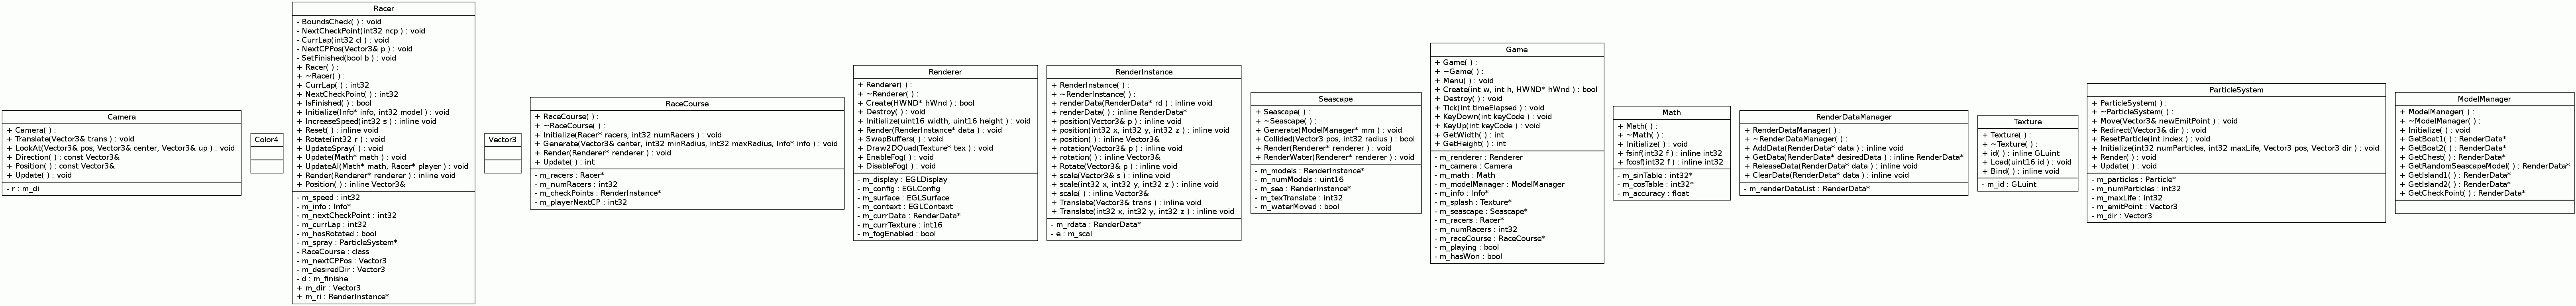 Camera
+ Camera( ) :
+ Translate(Vector3& trans ) : void
+ LookAt(Vector3& pos, Vector3& center, Vector3& up ) : void
+ Direction( ) : const Vector3&
+ Position( ) : const Vector3&
+ Update( ) : void
- r : m_di
Color4
Racer
- BoundsCheck( ) : void
- NextCheckPoint(int32 ncp ) : void
- CurrLap(int32 cl ) : void
- NextCPPos(Vector3& p ) : void
- SetFinished(bool b ) : void
+ Racer( ) :
+ ~Racer( ) :
+ CurrLap( ) : int32
+ NextCheckPoint( ) : int32
+ IsFinished( ) : bool
+ Initialize(Info* info, int32 model ) : void
+ IncreaseSpeed(int32 s ) : inline void
+ Reset( ) : inline void
+ Rotate(int32 r ) : void
+ UpdateSpray( ) : void
+ Update(Math* math ) : void
+ UpdateAI(Math* math, Racer* player ) : void
+ Render(Renderer* renderer ) : inline void
+ Position( ) : inline Vector3&
- m_speed : int32
- m_info : Info*
- m_nextCheckPoint : int32
- m_currLap : int32
- m_hasRotated : bool
- m_spray : ParticleSystem*
- RaceCourse : class
- m_nextCPPos : Vector3
- m_desiredDir : Vector3
- d : m_finishe
+ m_dir : Vector3
+ m_ri : RenderInstance*
Vector3
RaceCourse
+ RaceCourse( ) :
+ ~RaceCourse( ) :
+ Initialize(Racer* racers, int32 numRacers ) : void
+ Generate(Vector3& center, int32 minRadius, int32 maxRadius, Info* info ) : void
+ Render(Renderer* renderer ) : void
+ Update( ) : int
- m_racers : Racer*
- m_numRacers : int32
- m_checkPoints : RenderInstance*
- m_playerNextCP : int32
Renderer
+ Renderer( ) :
+ ~Renderer( ) :
+ Create(HWND* hWnd ) : bool
+ Destroy( ) : void
+ Initialize(uint16 width, uint16 height ) : void
+ Render(RenderInstance* data ) : void
+ SwapBuffers( ) : void
+ Draw2DQuad(Texture* tex ) : void
+ EnableFog( ) : void
+ DisableFog( ) : void
- m_display : EGLDisplay
- m_config : EGLConfig
- m_surface : EGLSurface
- m_context : EGLContext
- m_currData : RenderData*
- m_currTexture : int16
- m_fogEnabled : bool
RenderInstance
+ RenderInstance( ) :
+ ~RenderInstance( ) :
+ renderData(RenderData* rd ) : inline void
+ renderData( ) : inline RenderData*
+ position(Vector3& p ) : inline void
+ position(int32 x, int32 y, int32 z ) : inline void
+ position( ) : inline Vector3&
+ rotation(Vector3& p ) : inline void
+ rotation( ) : inline Vector3&
+ Rotate(Vector3& p ) : inline void
+ scale(Vector3& s ) : inline void
+ scale(int32 x, int32 y, int32 z ) : inline void
+ scale( ) : inline Vector3&
+ Translate(Vector3& trans ) : inline void
+ Translate(int32 x, int32 y, int32 z ) : inline void
- m_rdata : RenderData*
- e : m_scal
Seascape
+ Seascape( ) :
+ ~Seascape( ) :
+ Generate(ModelManager* mm ) : void
+ Collided(Vector3 pos, int32 radius ) : bool
+ Render(Renderer* renderer ) : void
+ RenderWater(Renderer* renderer ) : void
- m_models : RenderInstance*
- m_numModels : uint16
- m_sea : RenderInstance*
- m_texTranslate : int32
- m_waterMoved : bool
Game
+ Game( ) :
+ ~Game( ) :
+ Menu( ) : void
+ Create(int w, int h, HWND* hWnd ) : bool
+ Destroy( ) : void
+ Tick(int timeElapsed ) : void
+ KeyDown(int keyCode ) : void
+ KeyUp(int keyCode ) : void
+ GetWidth( ) : int
+ GetHeight( ) : int
- m_renderer : Renderer
- m_camera : Camera
- m_math : Math
- m_modelManager : ModelManager
- m_info : Info*
- m_splash : Texture*
- m_seascape : Seascape*
- m_racers : Racer*
- m_numRacers : int32
- m_raceCourse : RaceCourse*
- m_playing : bool
- m_hasWon : bool
Math
+ Math( ) :
+ ~Math( ) :
+ Initialize( ) : void
+ fsinf(int32 f ) : inline int32
+ fcosf(int32 f ) : inline int32
- m_sinTable : int32*
- m_cosTable : int32*
- m_accuracy : float
RenderDataManager
+ RenderDataManager( ) :
+ ~RenderDataManager( ) :
+ AddData(RenderData* data ) : inline void
+ GetData(RenderData* desiredData ) : inline RenderData*
+ ReleaseData(RenderData* data ) : inline void
+ ClearData(RenderData* data ) : inline void
- m_renderDataList : RenderData*
Texture
+ Texture( ) :
+ ~Texture( ) :
+ id( ) : inline GLuint
+ Load(uint16 id ) : void
+ Bind( ) : inline void
- m_id : GLuint
ParticleSystem
+ ParticleSystem( ) :
+ ~ParticleSystem( ) :
+ Move(Vector3& newEmitPoint ) : void
+ Redirect(Vector3& dir ) : void
+ ResetParticle(int index ) : void
+ Initialize(int32 numParticles, int32 maxLife, Vector3 pos, Vector3 dir ) : void
+ Render( ) : void
+ Update( ) : void
- m_particles : Particle*
- m_numParticles : int32
- m_maxLife : int32
- m_emitPoint : Vector3
- m_dir : Vector3
ModelManager
+ ModelManager( ) :
+ ~ModelManager( ) :
+ Initialize( ) : void
+ GetBoat1( ) : RenderData*
+ GetBoat2( ) : RenderData*
+ GetChest( ) : RenderData*
+ GetRandomSeascapeModel( ) : RenderData*
+ GetIsland1( ) : RenderData*
+ GetIsland2( ) : RenderData*
+ GetCheckPoint( ) : RenderData*